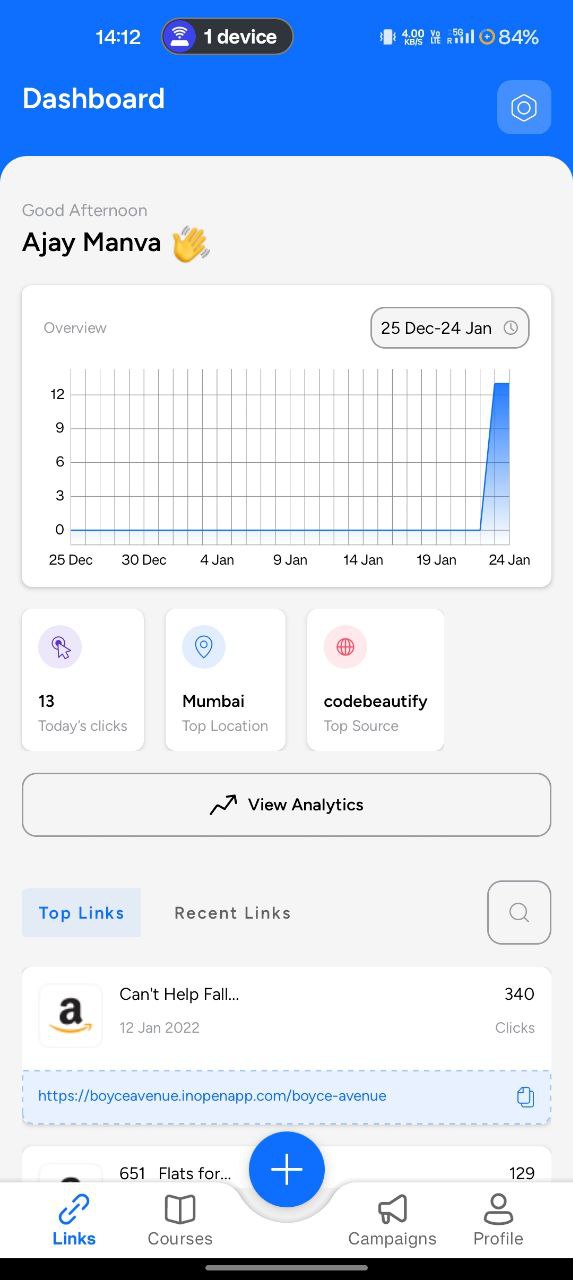 14:12
1 device
4.00 KB/S
Vo LTE
5G
R
84%
Dashboard
Good Afternoon
Ajay Manva 👋
Overview
25 Dec-24 Jan
12
9
6
3
0
25 Dec
30 Dec
4 Jan
9 Jan
14 Jan
19 Jan
24 Jan
13
Today's clicks
Mumbai
Top Location
codebeautify
Top Source
View Analytics
Top Links
Recent Links
a
Can't Help Fall...
340
12 Jan 2022
Clicks
https://boyceavenue.inopenapp.com/boyce-avenue
651 Flats for...
129
Links
Courses
Campaigns
Profile